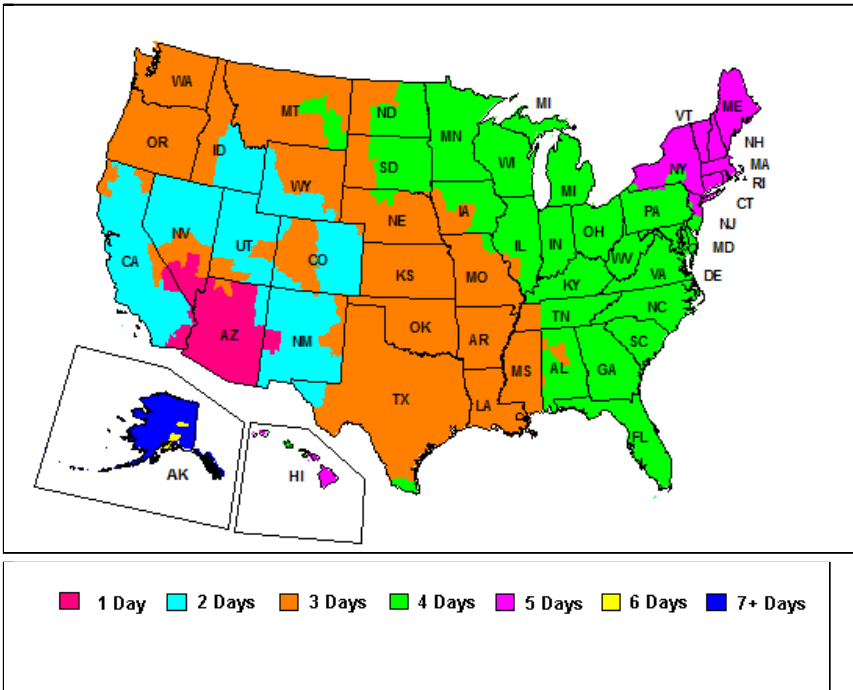 MI
WA
MT
ND
ME
VT
MN
OR
NH
ID
WI
SD
MA
NY
MI
RI
WY
CT
IA
PA
NE
NJ
NV
OH
IL
IN
UT
MD
CA
CO
WV
VA
KS
MO
DE
KY
NC
TN
AZ
OK
NM
AR
SC
MS
AL
GA
TX
LA
FL
AK
HI
1 Day
2 Days
3 Days
4 Days
5 Days
6 Days
7+ Days